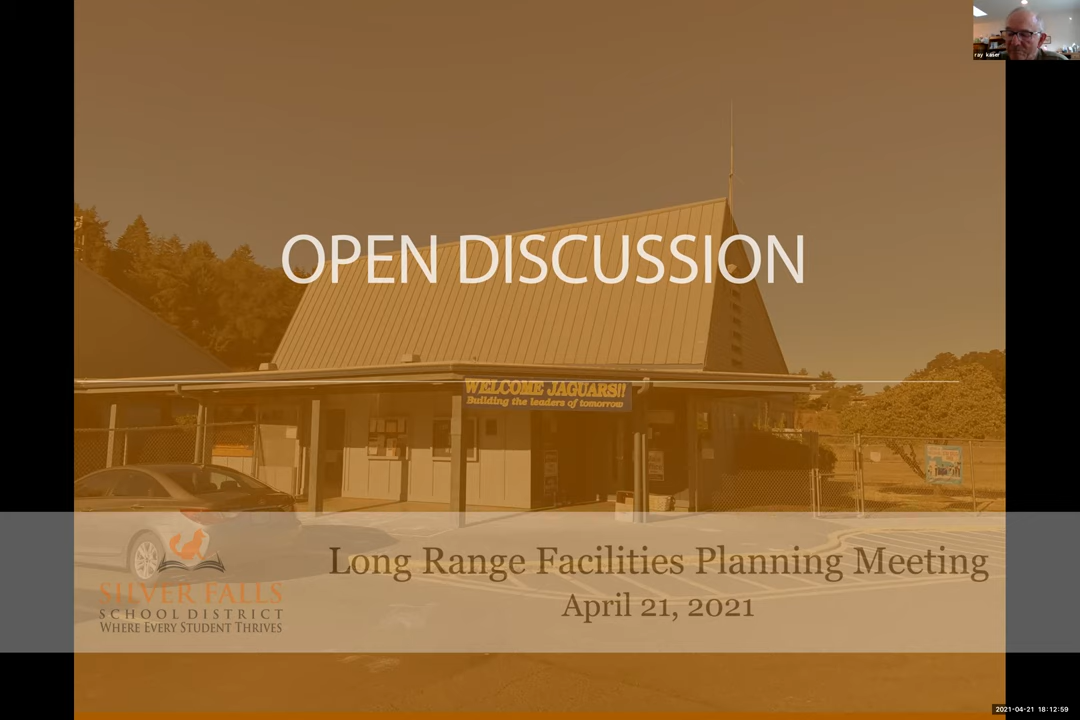 ray kaser
OPEN DISCUSSION
WELCOME JAGUARS!!
Building the leaders of tomorrow
Long Range Facilities Planning Meeting
April 21, 2021
SILVER FALLS
SCHOOL DISTRICT
WHERE EVERY STUDENT THRIVES
2021-04-21 18:12:59